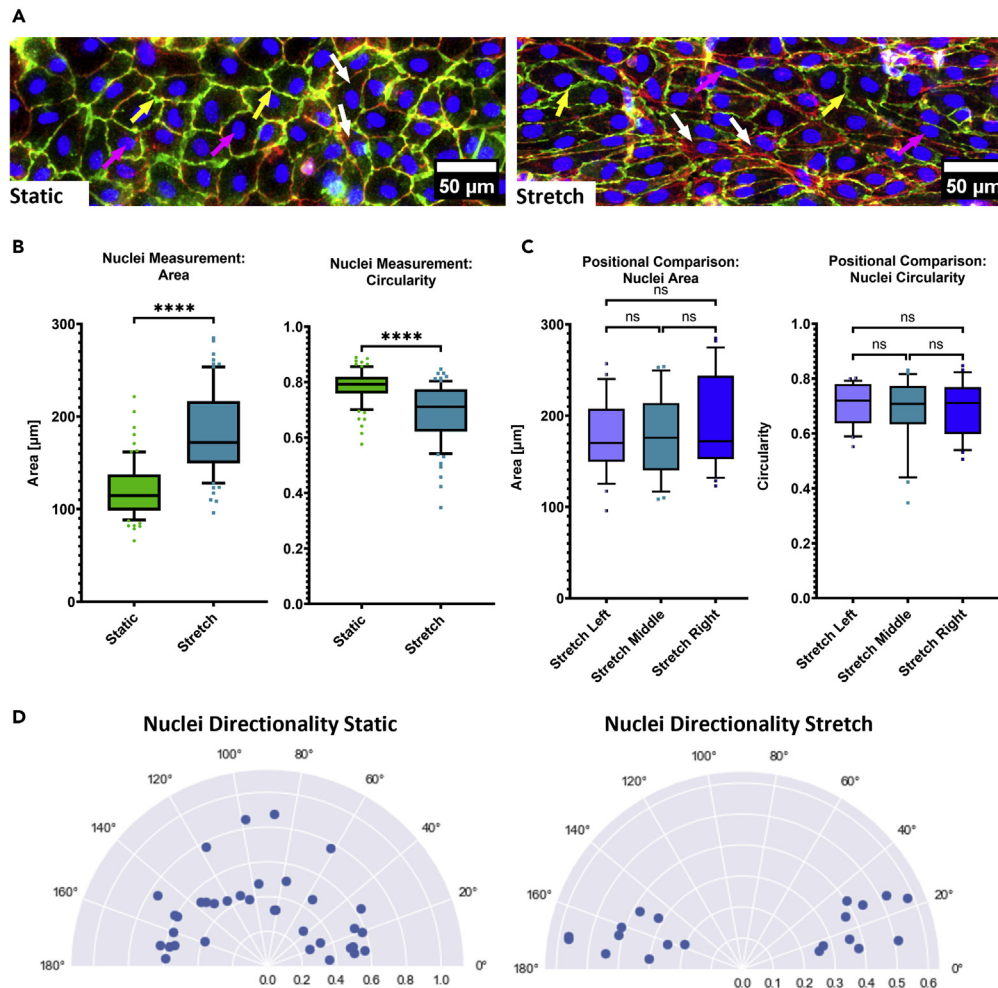 A
Static
50 µm
Stretch
50 µm
B
Nuclei Measurement:
Area
****
Area [µm]
300
200
100
0
Static
Stretch
Nuclei Measurement:
Circularity
****
1.0
0.8
0.6
0.4
0.2
0.0
Static
Stretch
C
Positional Comparison:
Nuclei Area
ns
ns
ns
Area [µm]
300
200
100
0
Stretch Left
Stretch Middle
Stretch Right
Positional Comparison:
Nuclei Circularity
ns
ns
ns
Circularity
1.0
0.8
0.6
0.4
0.2
0.0
Stretch Left
Stretch Middle
Stretch Right
D
Nuclei Directionality Static
100°
80°
120°
60°
140°
40°
160°
20°
180°
0°
0.0 0.1 0.2 0.4 0.6 0.8 1.0
Nuclei Directionality Stretch
100°
80°
120°
60°
140°
40°
160°
20°
180°
0°
0.0 0.1 0.2 0.3 0.4 0.5 0.6